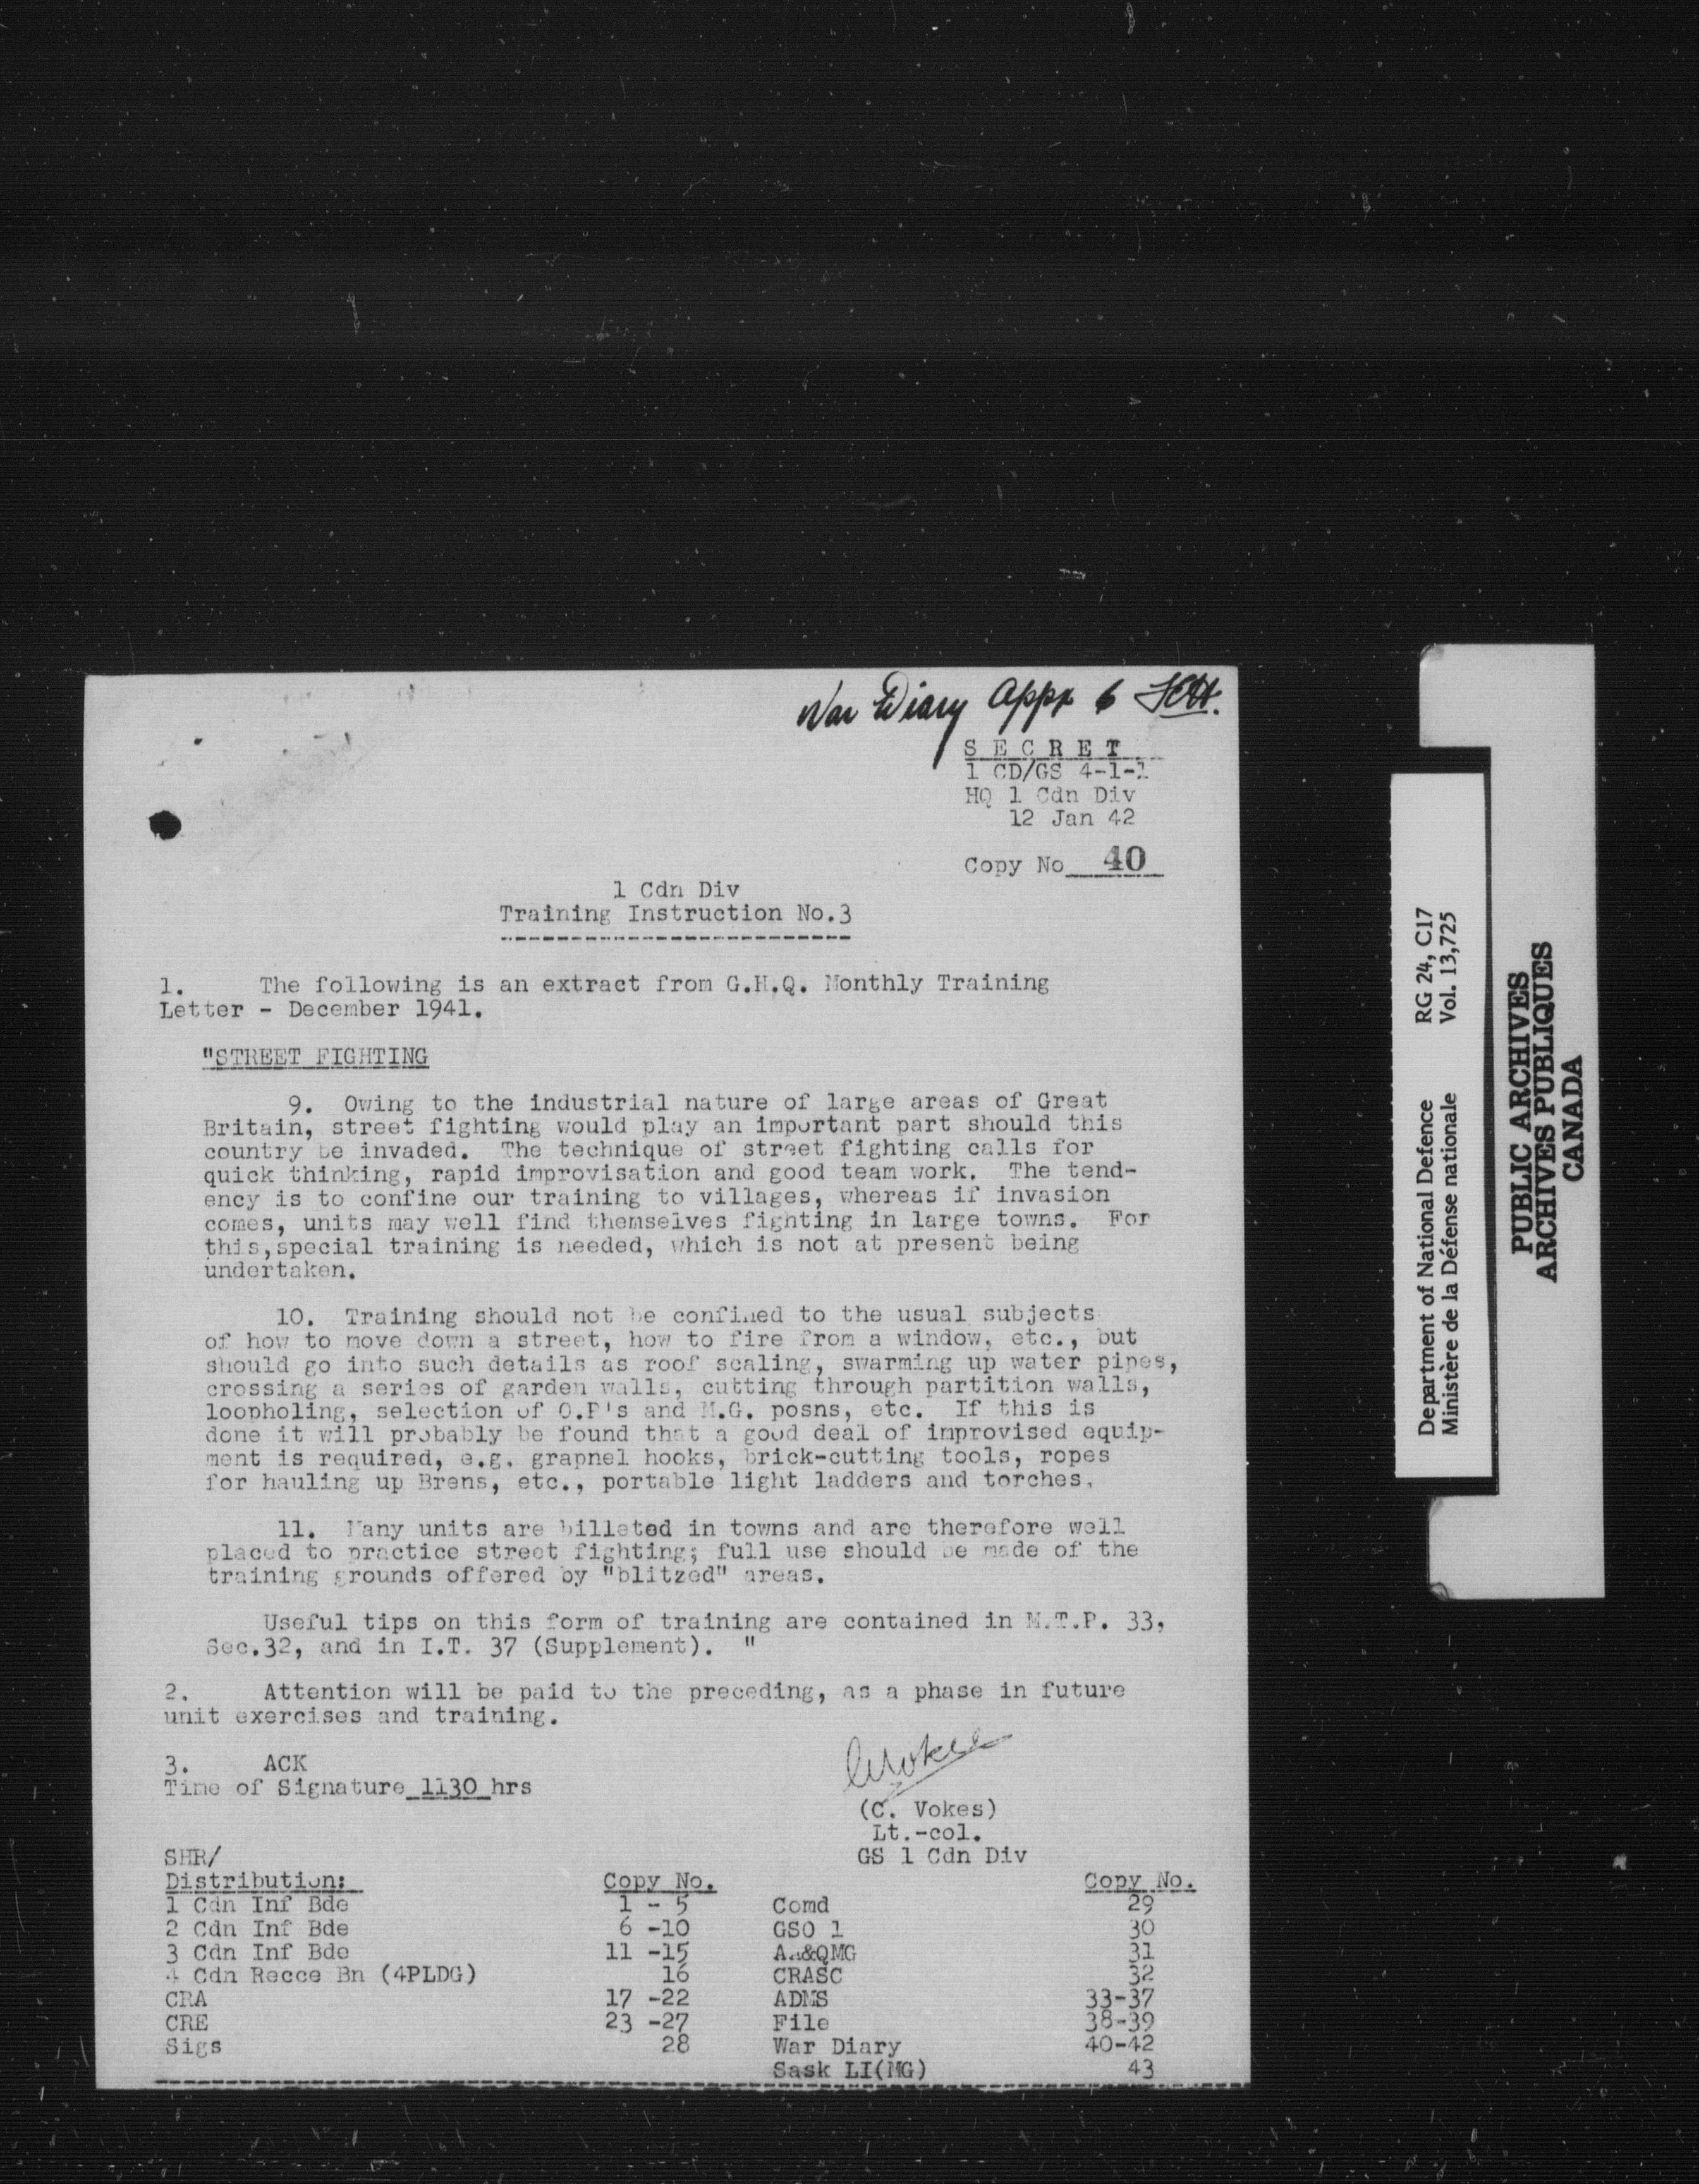 War Diary Appx 6
S E C R E T
1 CD/GS 4-1-1
HQ 1 Cdn Div
12 Jan 42
Copy No 40
1 Cdn Div
Training Instruction No.3
1. The following is an extract from G.H.Q. Monthly Training
Letter - December 1941.
"STREET FIGHTING
9. Owing to the industrial nature of large areas of Great
Britain, street fighting would play an important part should this
country be invaded. The technique of street fighting calls for
quick thinking, rapid improvisation and good team work. The tend-
ency is to confine our training to villages, whereas if invasion
comes, units may well find themselves fighting in large towns. For
this,special training is needed, which is not at present being
undertaken.
10. Training should not be confined to the usual subjects
of how to move down a street, how to fire from a window, etc., but
should go into such details as roof scaling, swarming up water pipes,
crossing a series of garden walls, cutting through partition walls,
loopholing, selection of O.P's and M.G. posns, etc. If this is
done it will probably be found that a good deal of improvised equip-
ment is required, e.g. grapnel hooks, brick-cutting tools, ropes
for hauling up Brens, etc., portable light ladders and torches.
11. Many units are billeted in towns and are therefore well
placed to practice street fighting; full use should be made of the
training grounds offered by "blitzed" areas.
Useful tips on this form of training are contained in M.T.P. 33,
Sec.32, and in I.T. 37 (Supplement). "
2. Attention will be paid to the preceding, as a phase in future
unit exercises and training.
3. ACK
Time of Signature 1130 hrs
CVokes
(C. Vokes)
Lt.-col.
GS 1 Cdn Div
SHR/
Distribution: Copy No. Copy No.
1 Cdn Inf Bde 1 - 5 Comd 29
2 Cdn Inf Bde 6 -10 GSO 1 30
3 Cdn Inf Bde 11 -15 AA&QMG 31
4 Cdn Recce Bn (4PLDG) 16 CRASC 32
CRA 17 -22 ADMS 33-37
CRE 23 -27 File 38-39
Sigs 28 War Diary 40-42
Sask LI(MG) 43
Department of National Defence RG 24, C17
Ministère de la Défense nationale Vol. 13,725
PUBLIC ARCHIVES
ARCHIVES PUBLIQUES
CANADA